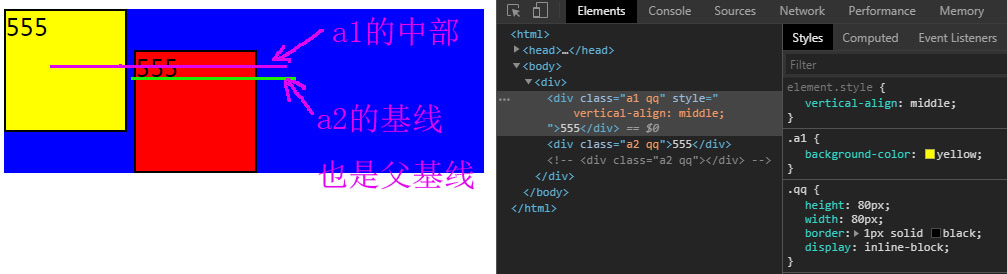 555
555
a1的中部
a2的基线
也是父基线
Elements Console Sources Network Performance Memory
<html>
<head>…</head>
<body>
<div>
<div class="a1 qq" style="
vertical-align: middle;
">555</div> == $0
<div class="a2 qq">555</div>
<!-- <div class="a2 qq"></div> -->
</div>
</body>
</html>
Styles Computed Event Listeners
Filter
element.style {
vertical-align: middle;
}
.a1 {
background-color: yellow;
}
.qq {
height: 80px;
width: 80px;
border: 1px solid black;
display: inline-block;
}